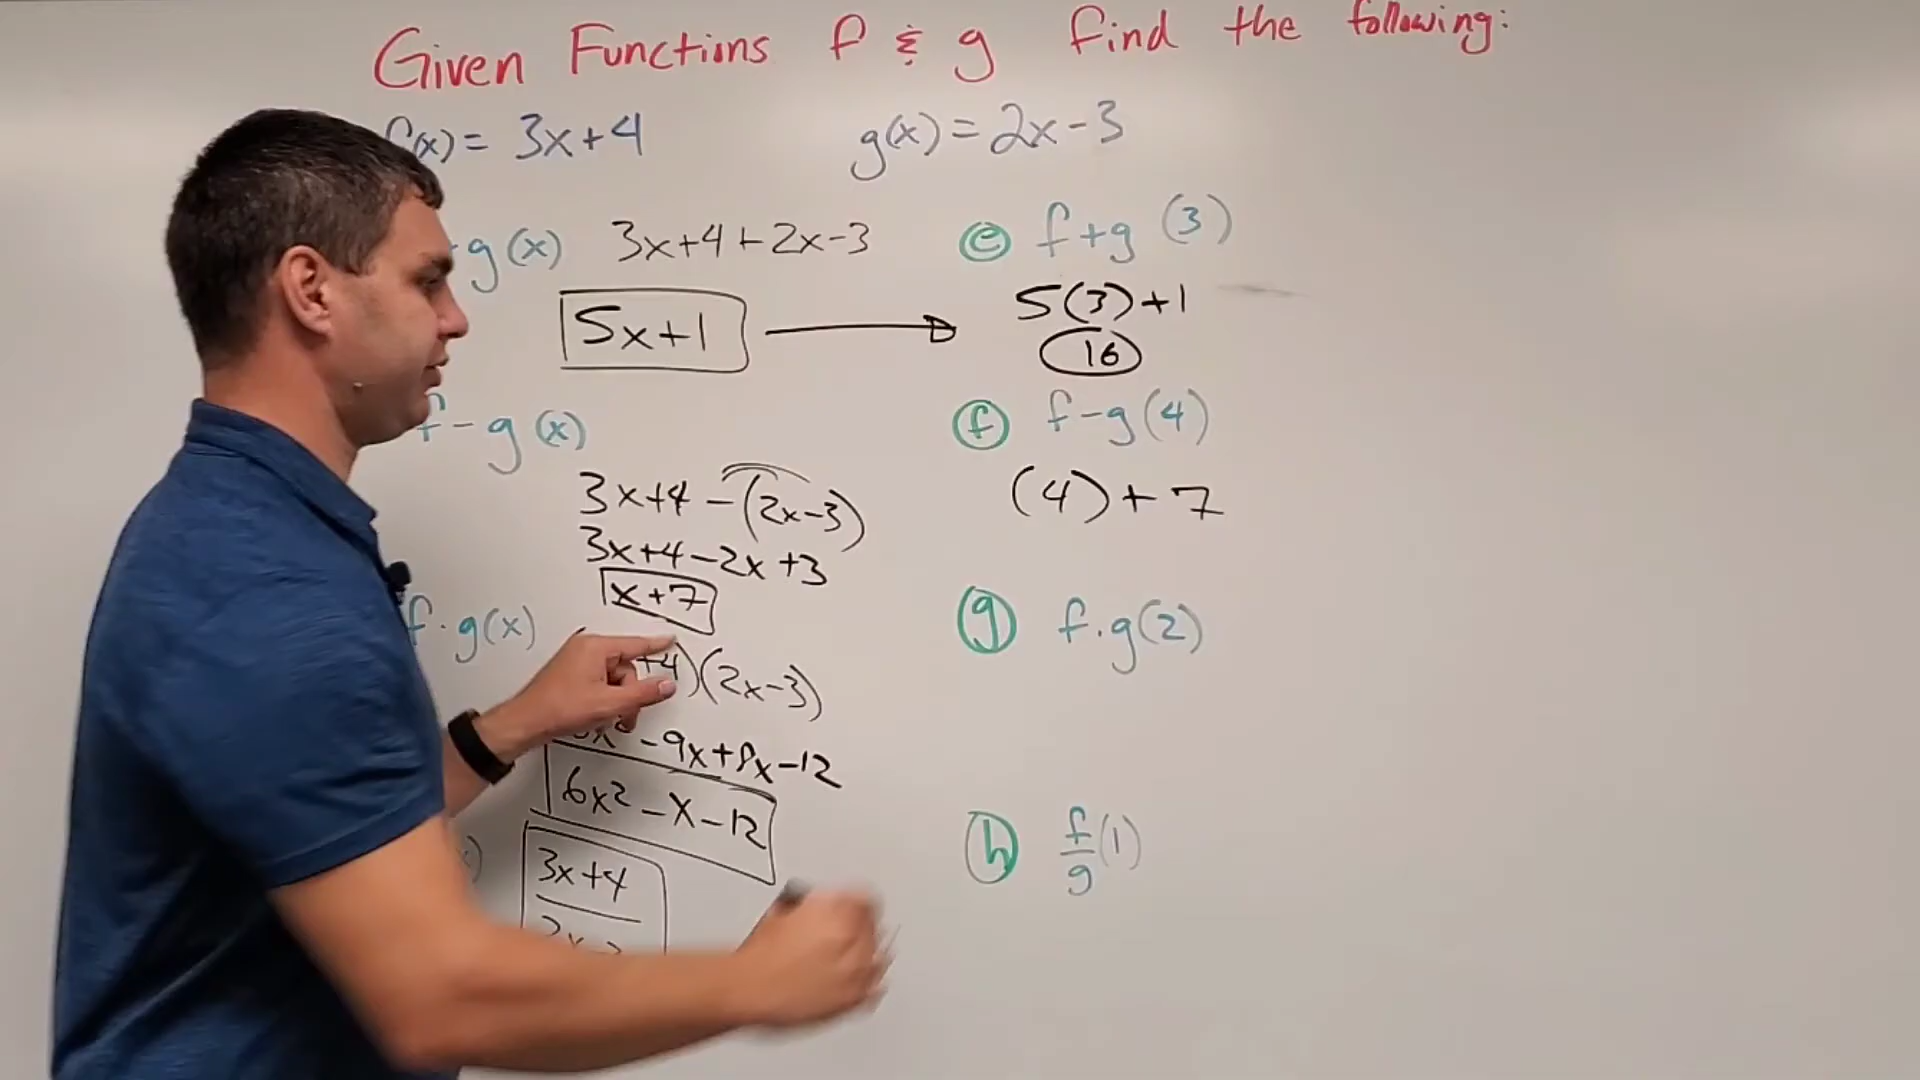 Given Functions f & g find the following:
f(x) = 3x+4
g(x) = 2x-3
g(x) 3x+4+2x-3
5x+1
f-g(x)
3x+4-(2x-3)
3x+4-2x+3
x+7
f·g(x)
+4)(2x-3)
-9x+8x-12
6x²-x-12
3x+4
e f+g (3)
5(3)+1
16
f f-g(4)
(4)+7
g f·g(2)
h f/g(1)